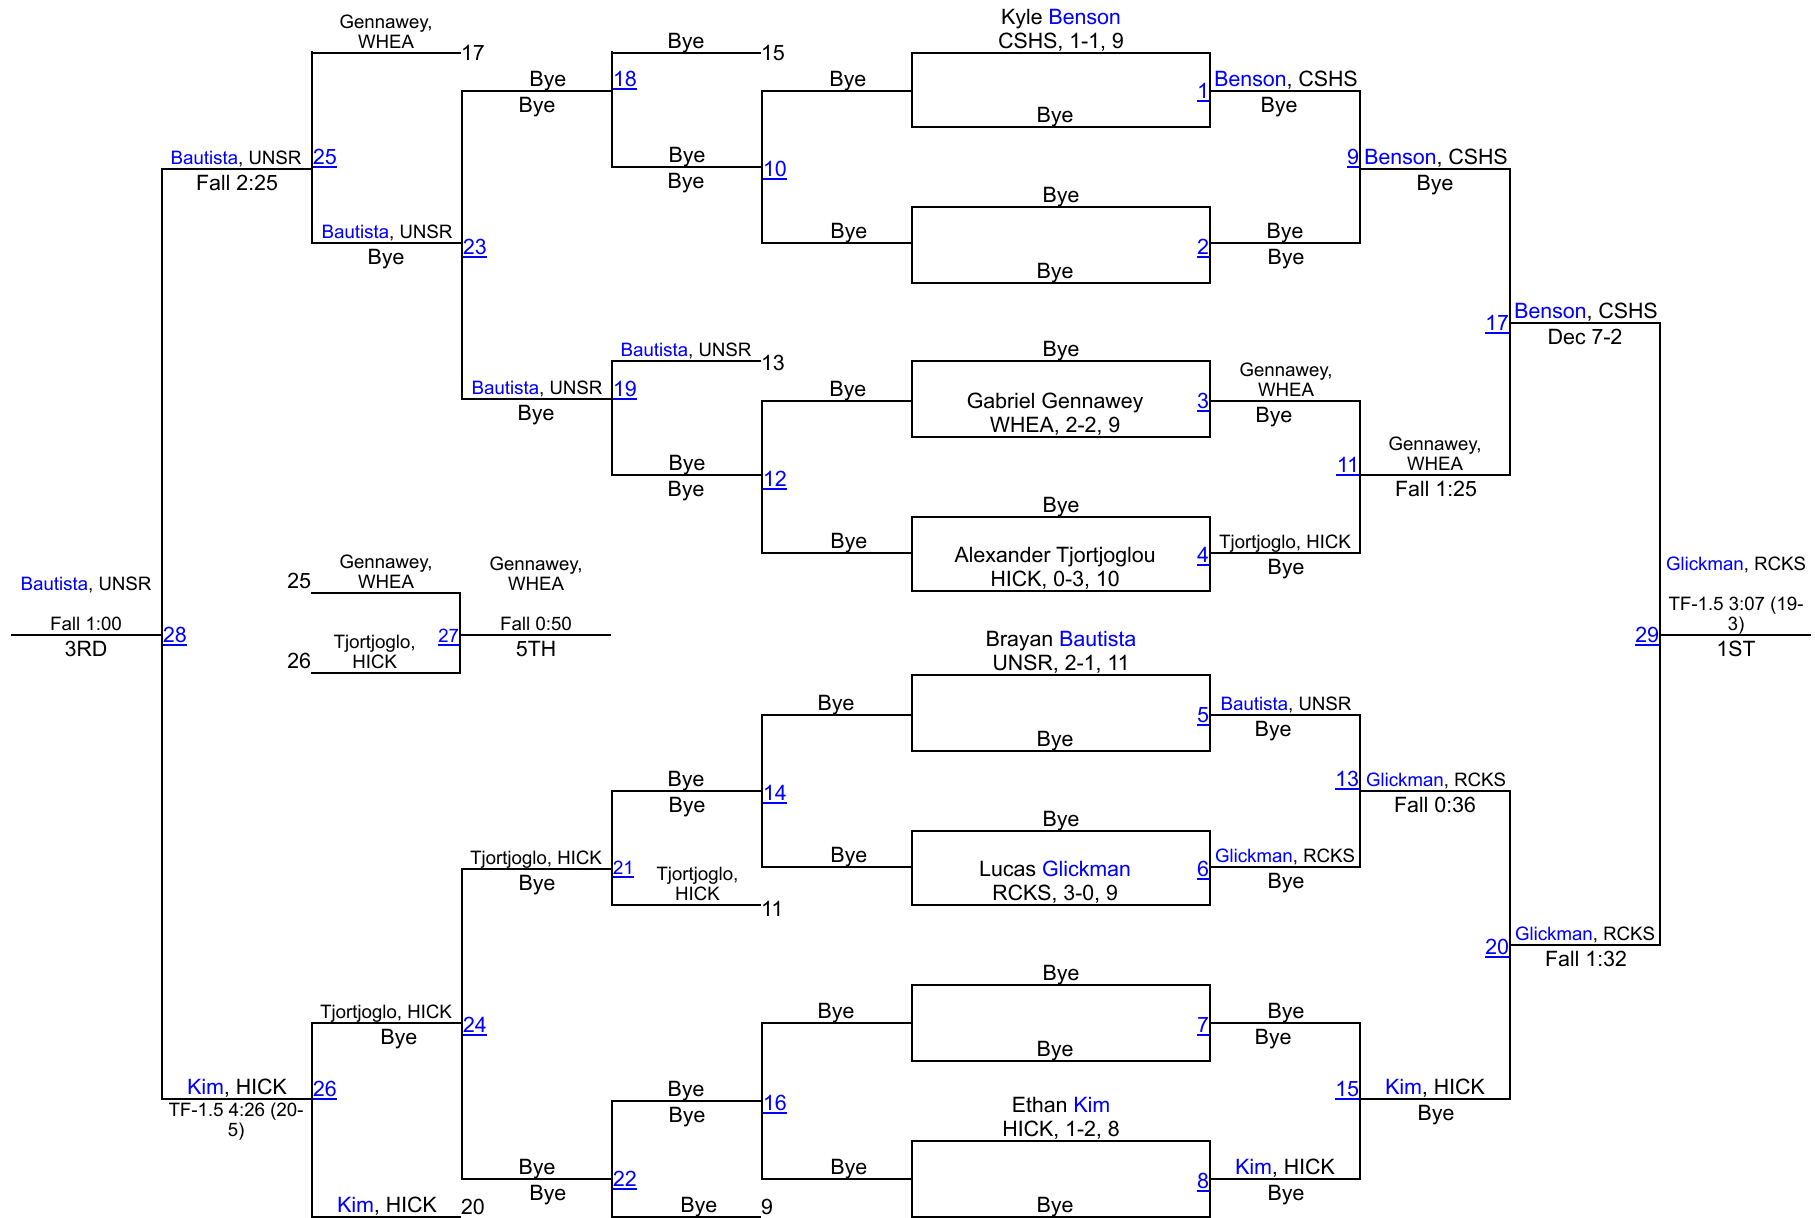 Gennawey,
WHEA
17
Bye
18
Bye
Bye
15
Bye
Kyle Benson
CSHS, 1-1, 9
1
Benson, CSHS
Bye
Bye
Bautista, UNSR
25
Fall 2:25
Bye
10
Bye
9
Benson, CSHS
Bye
Bautista, UNSR
23
Bye
Bye
Bye
2
Bye
Bye
Bye
17
Benson, CSHS
Dec 7-2
Bautista, UNSR
13
Bye
Bautista, UNSR
19
Bye
Bye
Gabriel Gennawey
WHEA, 2-2, 9
3
Gennawey,
WHEA
Bye
Bye
12
Bye
11
Gennawey,
WHEA
Fall 1:25
Bye
Bye
Alexander Tjortjoglou
HICK, 0-3, 10
4
Tjortjoglo, HICK
Bye
Bautista, UNSR
Fall 1:00
3RD
28
25
Gennawey,
WHEA
26
Tjortjoglo,
HICK
27
Gennawey,
WHEA
Fall 0:50
5TH
Glickman, RCKS
TF-1.5 3:07 (19-
3)
29
1ST
Brayan Bautista
UNSR, 2-1, 11
Bye
5
Bautista, UNSR
Bye
Bye
Bye
14
Bye
13
Glickman, RCKS
Fall 0:36
Bye
Bye
Lucas Glickman
RCKS, 3-0, 9
6
Glickman, RCKS
Bye
Tjortjoglo, HICK
21
Bye
Tjortjoglo,
HICK
11
20
Glickman, RCKS
Fall 1:32
Bye
Bye
7
Bye
Bye
Bye
Tjortjoglo, HICK
24
Bye
Kim, HICK
26
TF-1.5 4:26 (20-
5)
Bye
16
Bye
15
Kim, HICK
Bye
Ethan Kim
HICK, 1-2, 8
Bye
22
Bye
Bye
8
Kim, HICK
Bye
Bye
Kim, HICK
20
Bye
9